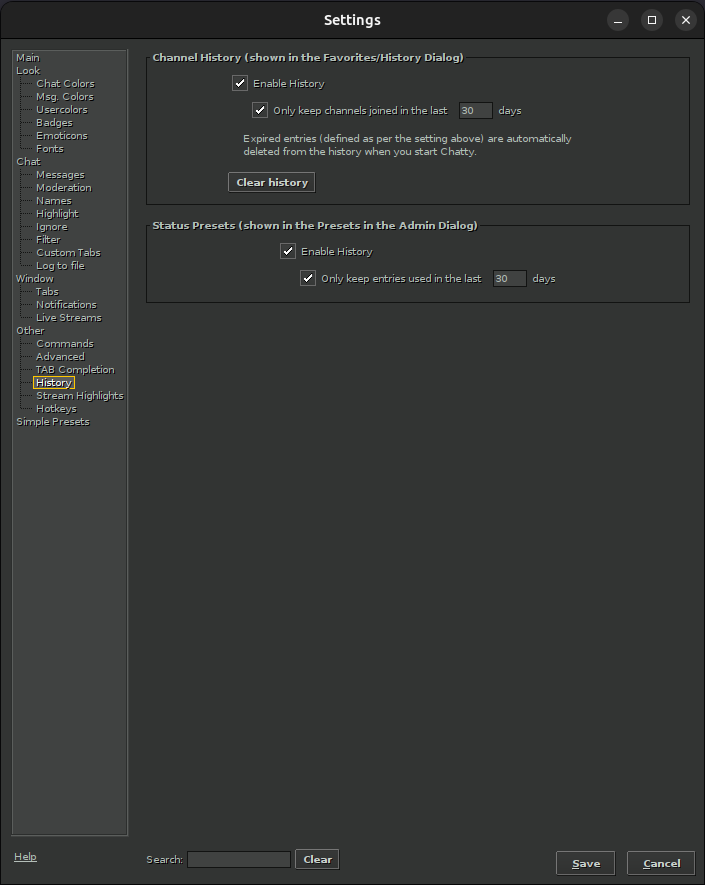 Settings
Main
Look
Chat Colors
Msg. Colors
Usercolors
Badges
Emoticons
Fonts
Chat
Messages
Moderation
Names
Highlight
Ignore
Filter
Custom Tabs
Log to file
Window
Tabs
Notifications
Live Streams
Other
Commands
Advanced
TAB Completion
History
Stream Highlights
Hotkeys
Simple Presets
Channel History (shown in the Favorites/History Dialog)
Enable History
Only keep channels joined in the last 30 days
Expired entries (defined as per the setting above) are automatically
deleted from the history when you start Chatty.
Clear history
Status Presets (shown in the Presets in the Admin Dialog)
Enable History
Only keep entries used in the last 30 days
Help
Search:
Clear
Save
Cancel